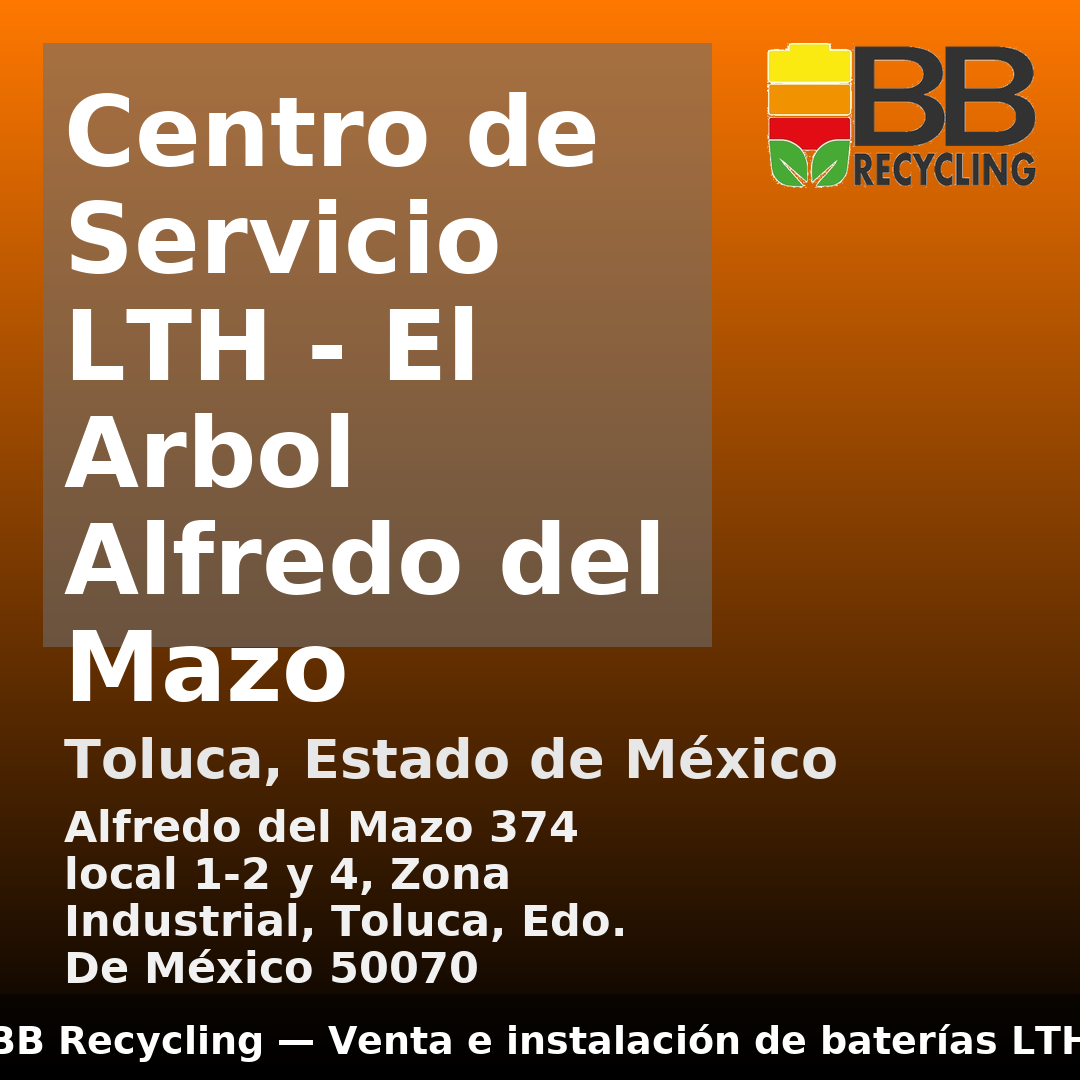 Centro de
Servicio
LTH - El
Arbol
Alfredo del
Mazo
BB
RECYCLING
Toluca, Estado de México
Alfredo del Mazo 374
local 1-2 y 4, Zona
Industrial, Toluca, Edo.
De México 50070
BB Recycling — Venta e instalación de baterías LTH